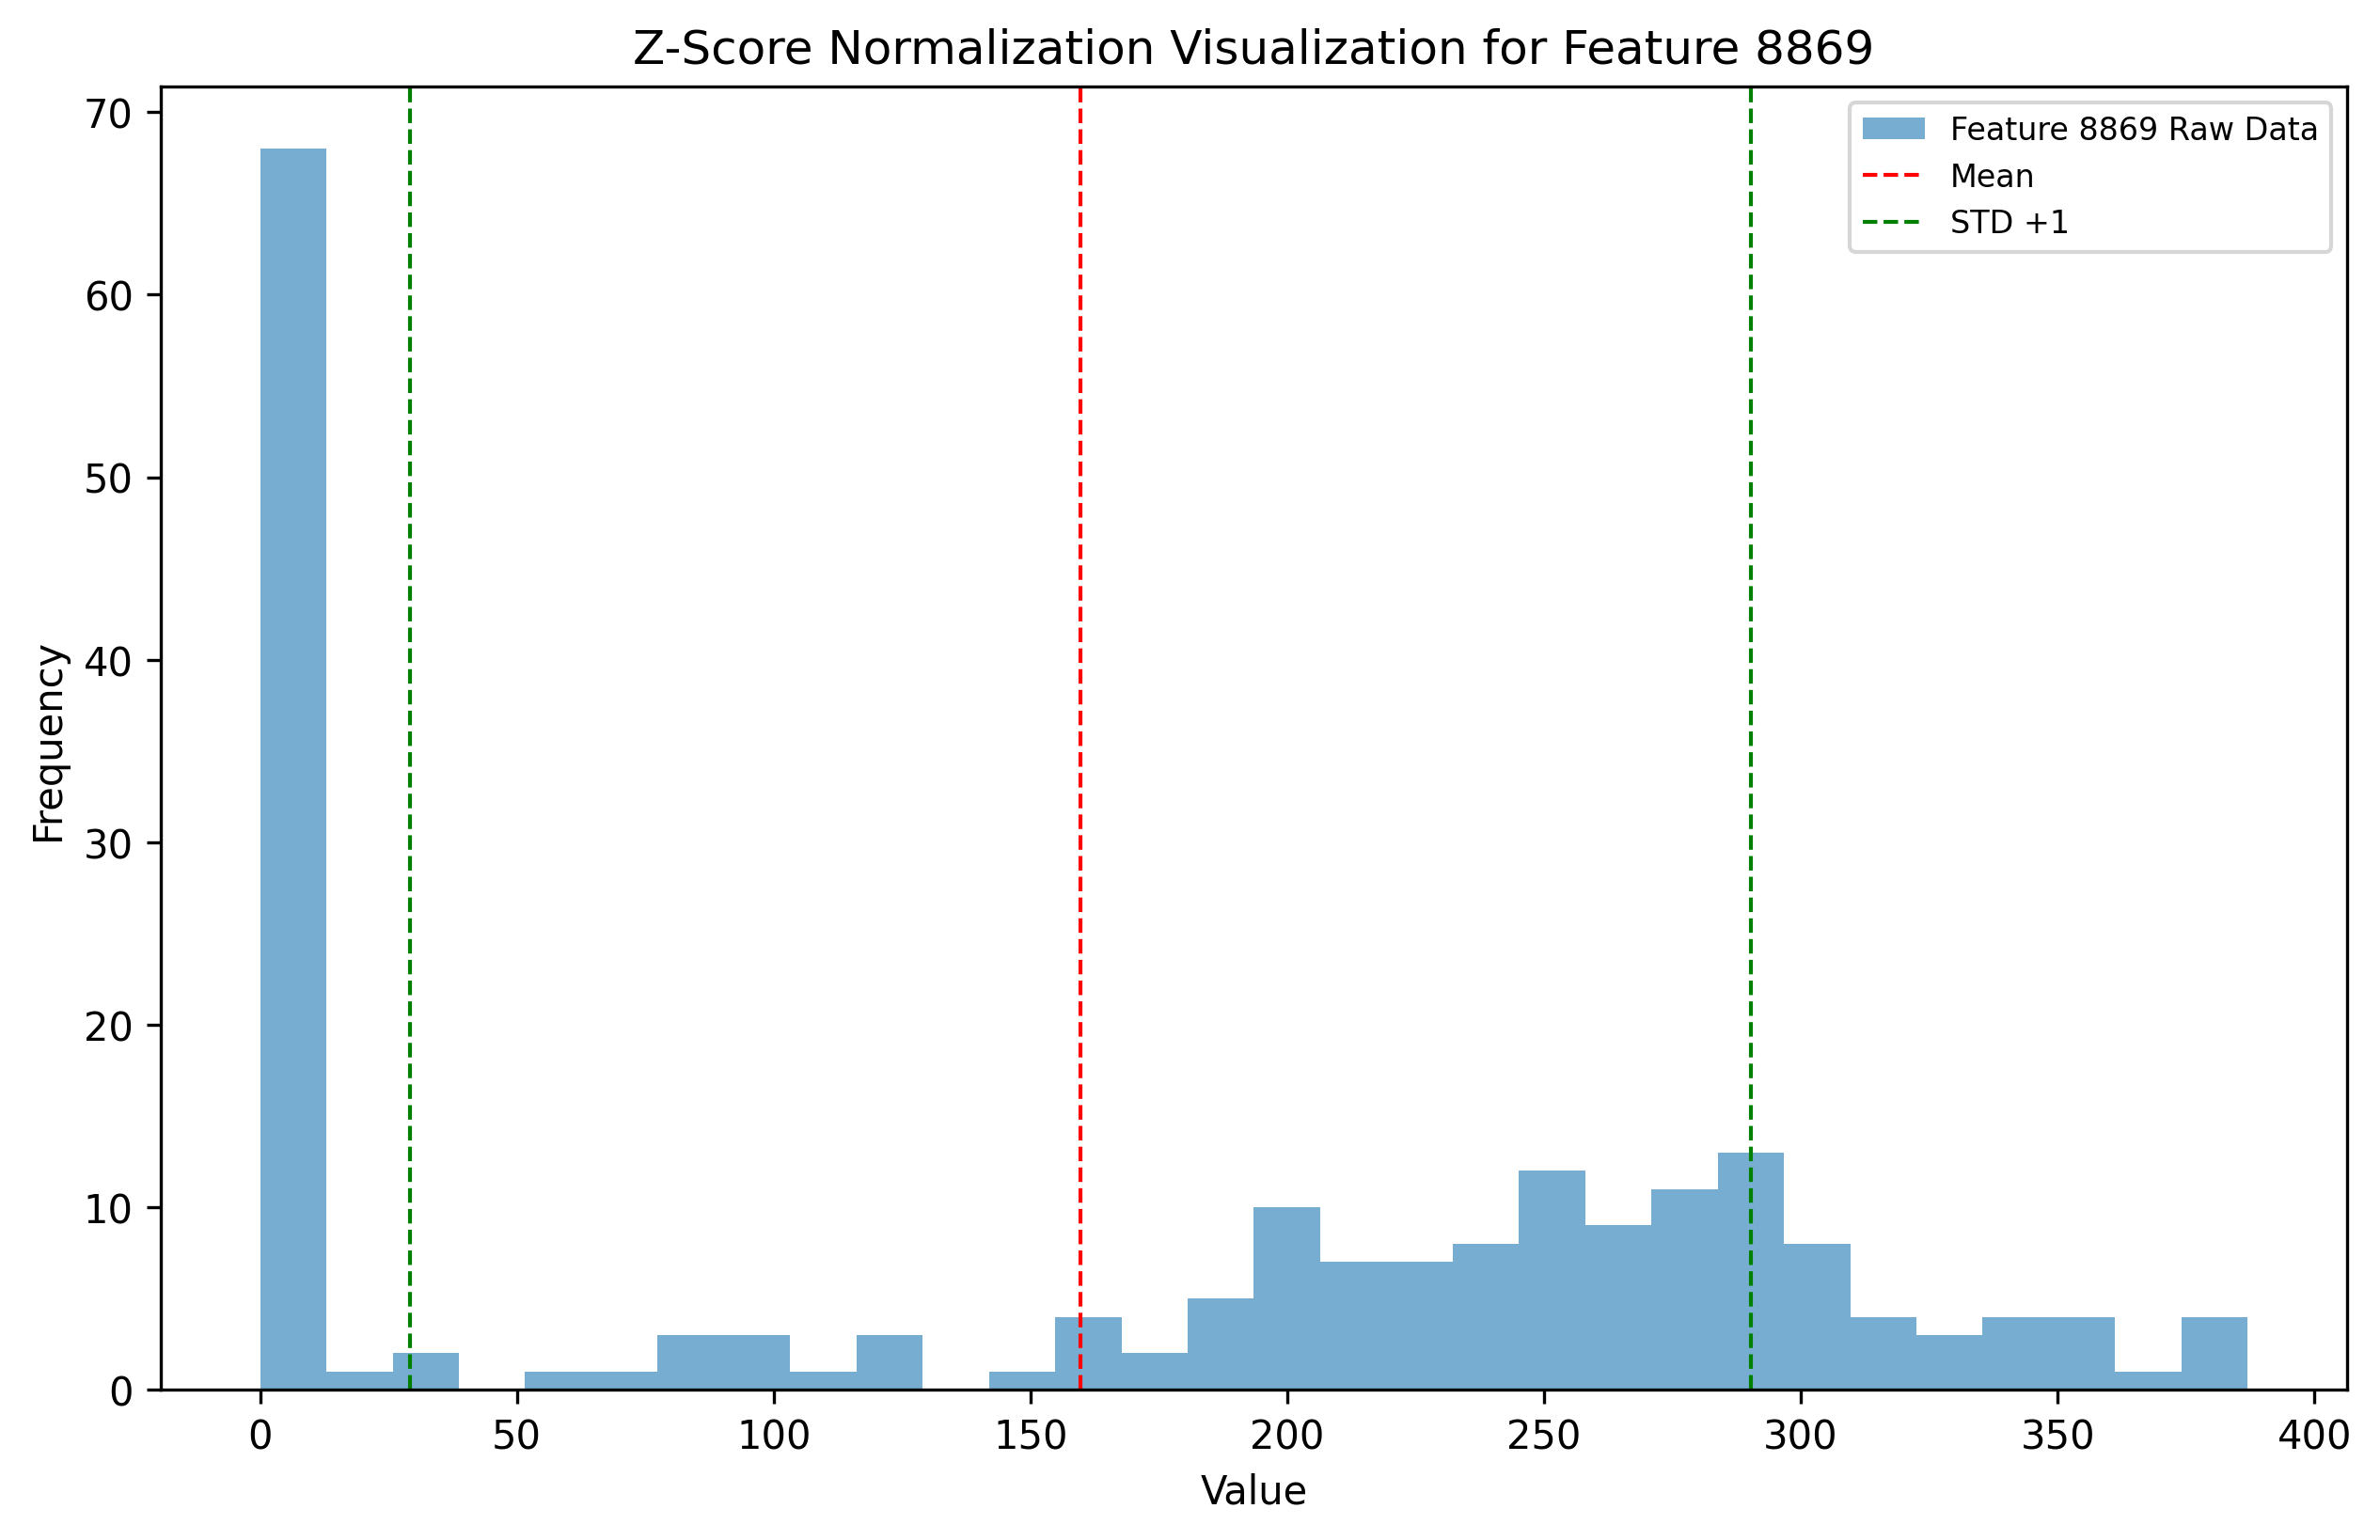 Z-Score Normalization Visualization for Feature 8869
Feature 8869 Raw Data
Mean
STD +1
Frequency
70
60
50
40
30
20
10
0
0 50 100 150 200 250 300 350 400
Value